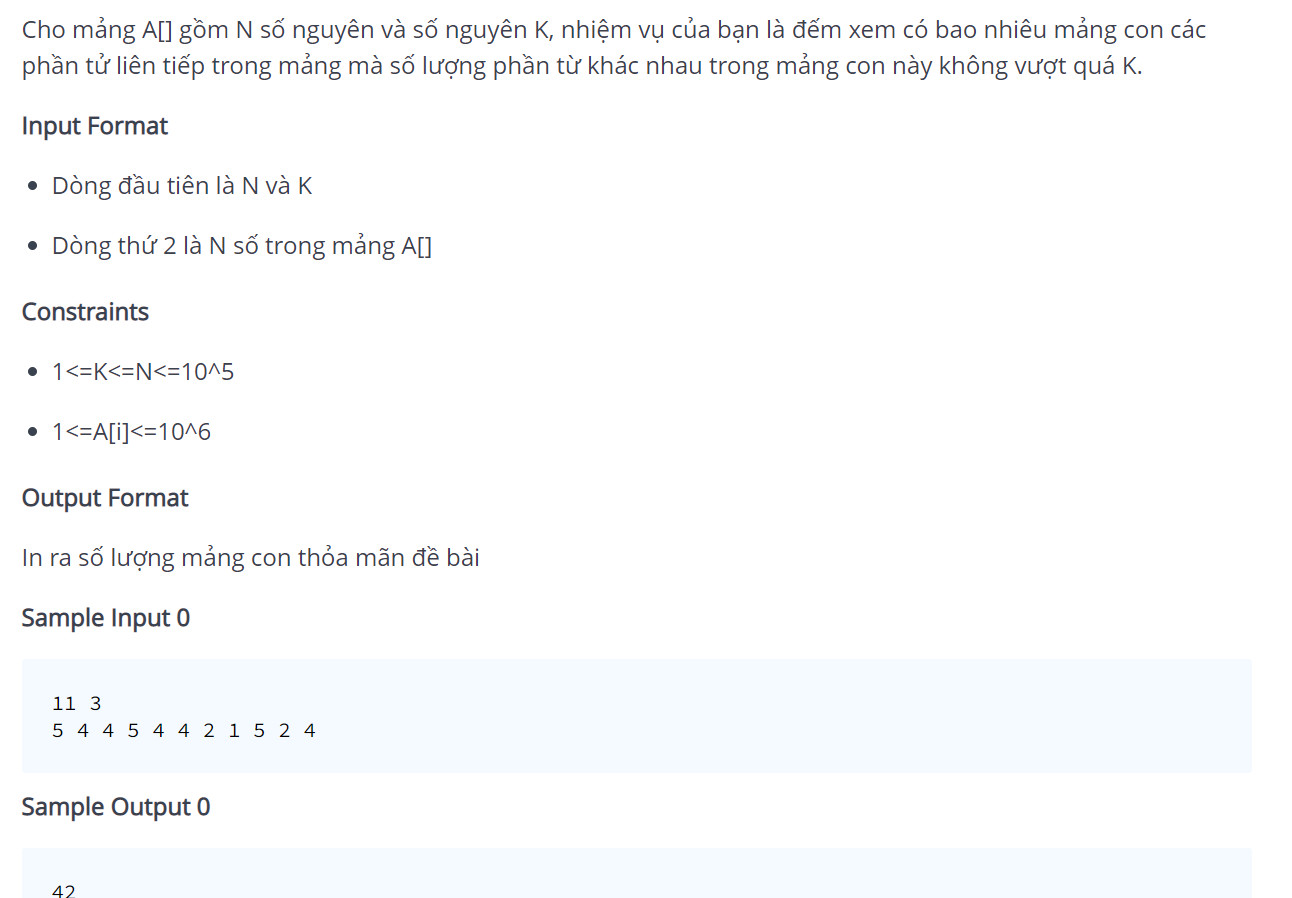 Cho mảng A[] gồm N số nguyên và số nguyên K, nhiệm vụ của bạn là đếm xem có bao nhiêu mảng con các
phần tử liên tiếp trong mảng mà số lượng phần từ khác nhau trong mảng con này không vượt quá K.
Input Format
• Dòng đầu tiên là N và K
• Dòng thứ 2 là N số trong mảng A[]
Constraints
• 1<=K<=N<=10^5
• 1<=A[i]<=10^6
Output Format
In ra số lượng mảng con thỏa mãn đề bài
Sample Input 0
11 3
5 4 4 5 4 4 2 1 5 2 4
Sample Output 0
42